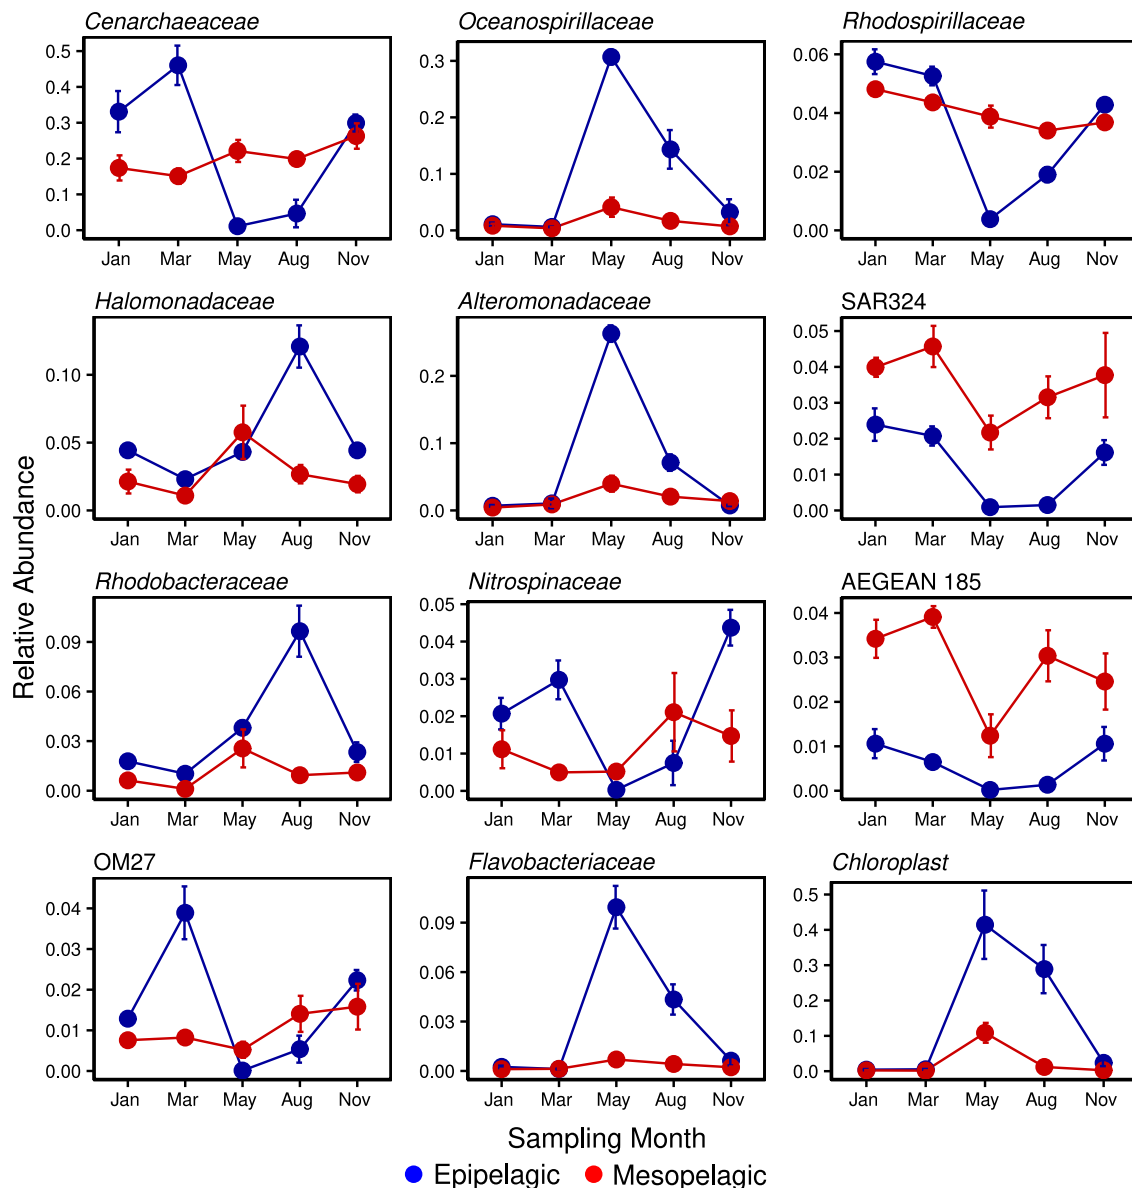 Cenarchaeaceae
0.5
0.4
0.3
0.2
0.1
0.0
Jan Mar May Aug Nov
Oceanospirillaceae
0.3
0.2
0.1
0.0
Jan Mar May Aug Nov
Rhodospirillaceae
0.06
0.04
0.02
0.00
Jan Mar May Aug Nov
Halomonadaceae
0.10
0.05
0.00
Jan Mar May Aug Nov
Alteromonadaceae
0.2
0.1
0.0
Jan Mar May Aug Nov
SAR324
0.05
0.04
0.03
0.02
0.01
0.00
Jan Mar May Aug Nov
Relative Abundance
Rhodobacteraceae
0.09
0.06
0.03
0.00
Jan Mar May Aug Nov
Nitrospinaceae
0.05
0.04
0.03
0.02
0.01
0.00
Jan Mar May Aug Nov
AEGEAN 185
0.04
0.03
0.02
0.01
0.00
Jan Mar May Aug Nov
OM27
0.04
0.03
0.02
0.01
0.00
Jan Mar May Aug Nov
Flavobacteriaceae
0.09
0.06
0.03
0.00
Jan Mar May Aug Nov
Chloroplast
0.5
0.4
0.3
0.2
0.1
0.0
Jan Mar May Aug Nov
Sampling Month
Epipelagic Mesopelagic